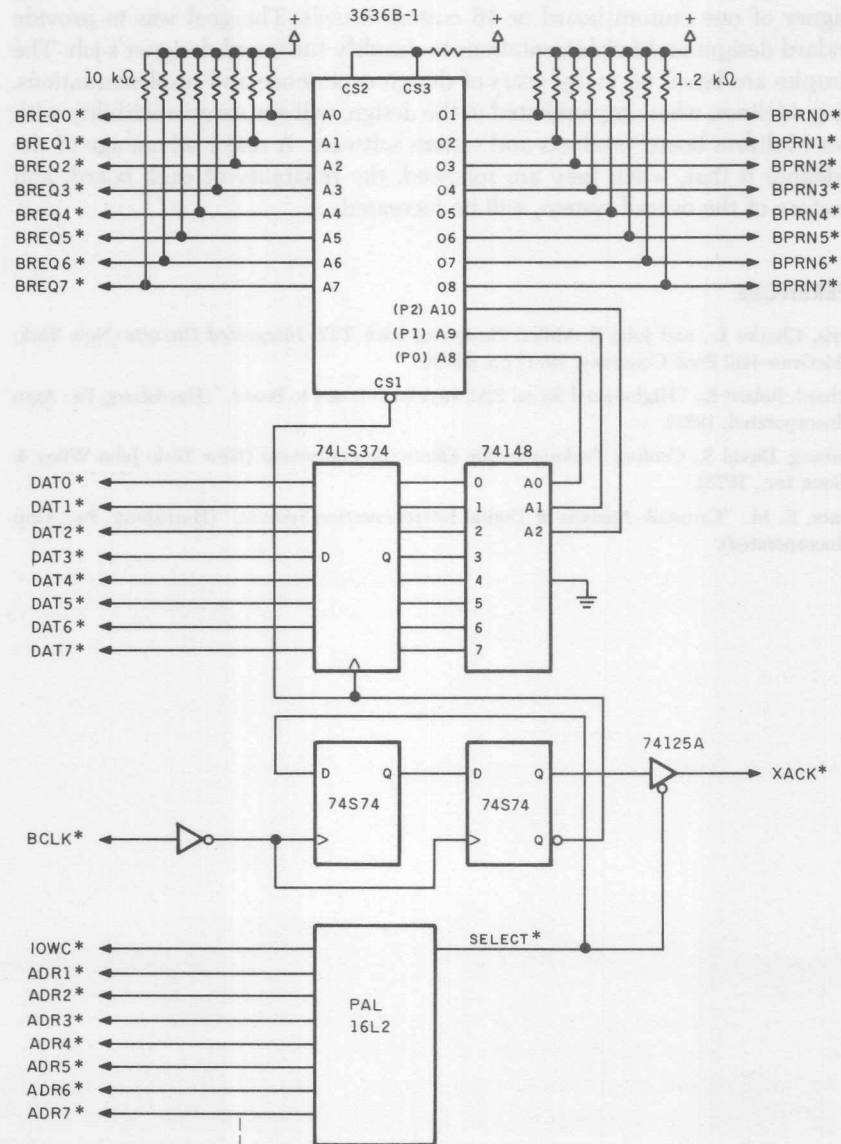 3636B-1
+ + +
10 kΩ CS2 CS3 1.1 kΩ
BREQ0* A0 O1 BPRN0*
BREQ1* A1 O2 BPRN1*
BREQ2* A2 O3 BPRN2*
BREQ3* A3 O4 BPRN3*
BREQ4* A4 O5 BPRN4*
BREQ5* A5 O6 BPRN5*
BREQ6* A6 O7 BPRN6*
BREQ7* A7 O8 BPRN7*
(P2) A10
(P1) A9
(P0) A8
CS1
74LS374 74148
DAT0* 0 A0
DAT1* 1 A1
DAT2* 2 A2
DAT3* D Q 3
DAT4* 4
DAT5* 5
DAT6* 6
DAT7* 7
74125A
D Q D Q XACK*
74S74 74S74
BCLK* Q
IOWC* SELECT*
ADR1*
ADR2*
PAL
ADR3*
16L2
ADR4*
ADR5*
ADR6*
ADR7*